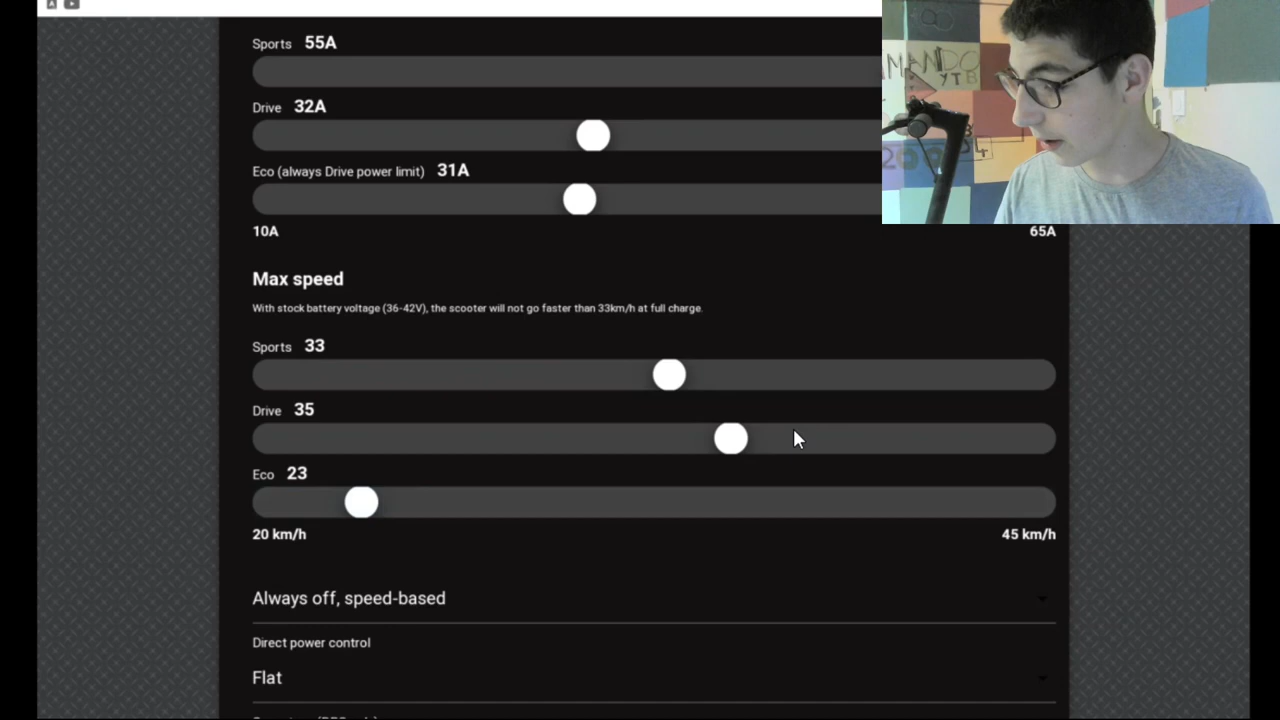 Sports 55A
Drive 32A
Eco (always Drive power limit) 31A
10A 65A
Max speed
With stock battery voltage (36-42V), the scooter will not go faster than 33km/h at full charge.
Sports 33
Drive 35
Eco 23
20 km/h 45 km/h
Always off, speed-based
Direct power control
Flat
MANDO
YTB